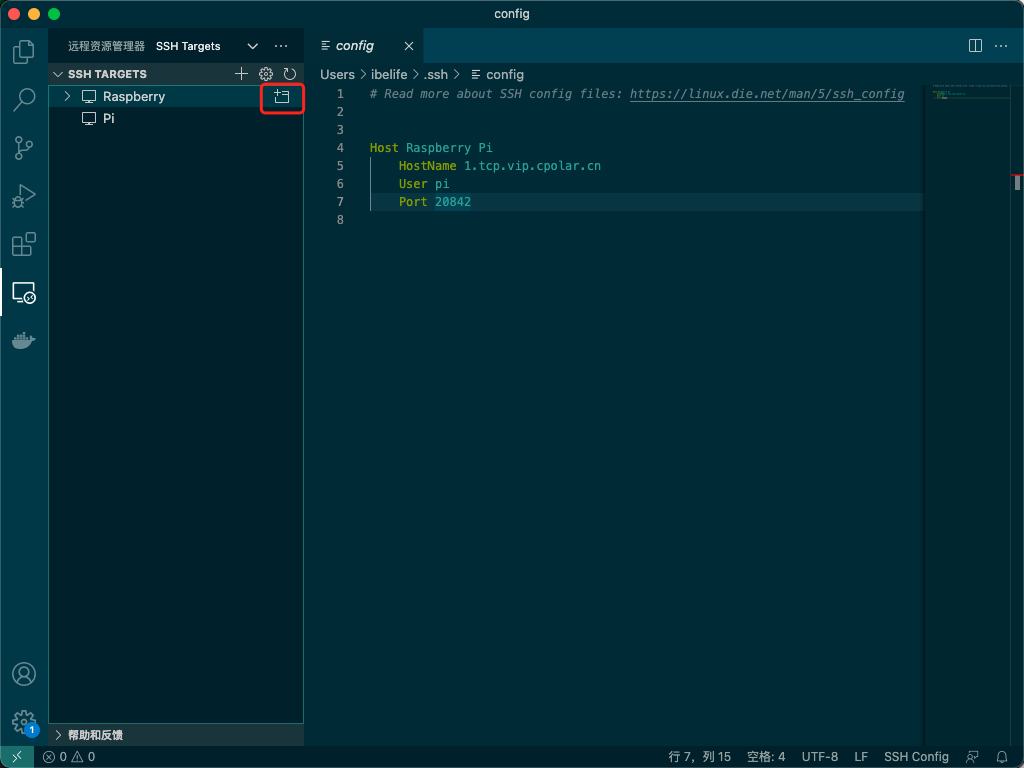 config
远程资源管理器 SSH Targets
SSH TARGETS
Raspberry
Pi
config
Users > ibelife > .ssh > config
1 # Read more about SSH config files: https://linux.die.net/man/5/ssh_config
2
3
4 Host Raspberry Pi
5 HostName 1.tcp.vip.cpolar.cn
6 User pi
7 Port 20842
8
帮助和反馈
1
0 0 行 7，列 15 空格: 4 UTF-8 LF SSH Config